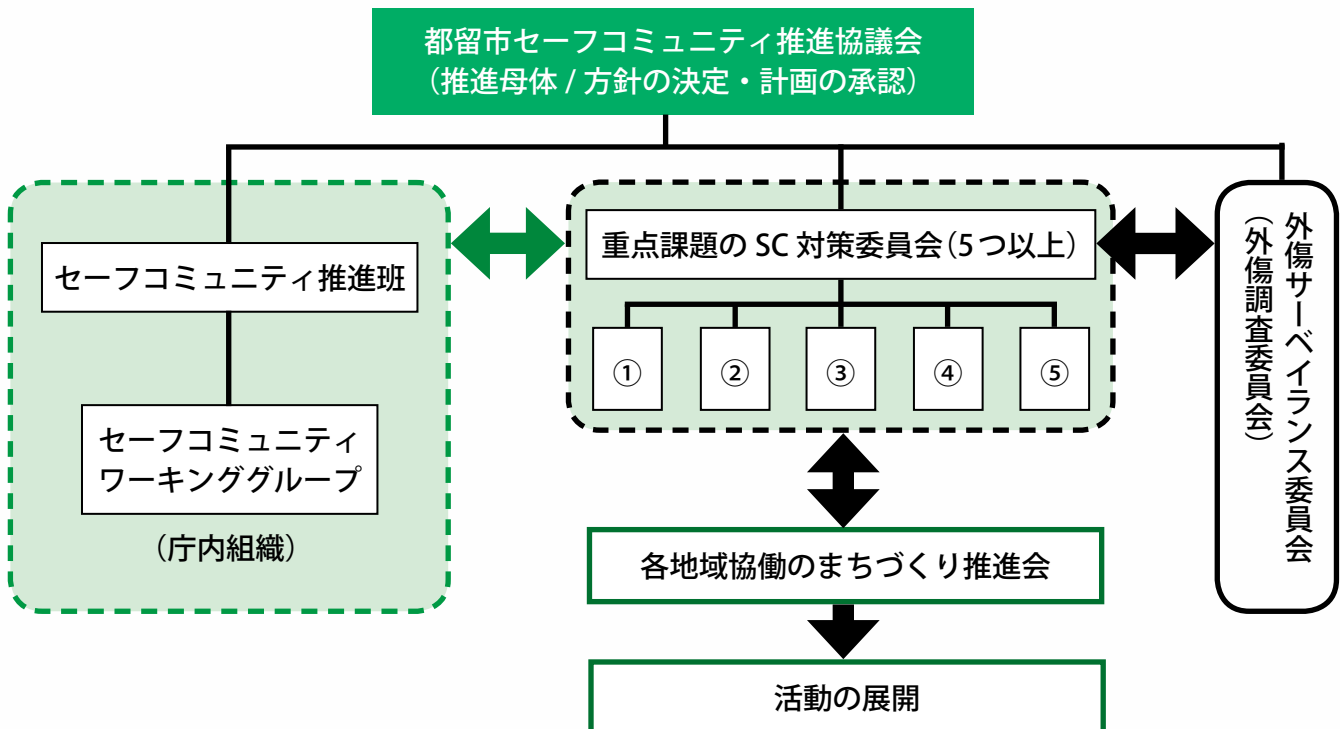 都留市セーフコミュニティ推進協議会
（推進母体 / 方針の決定・計画の承認）
セーフコミュニティ推進班
セーフコミュニティ
ワーキンググループ
（庁内組織）
重点課題の SC 対策委員会（5 つ以上）
①
②
③
④
⑤
外傷サーベイランス委員会
（外傷調査委員会）
各地域協働のまちづくり推進会
活動の展開